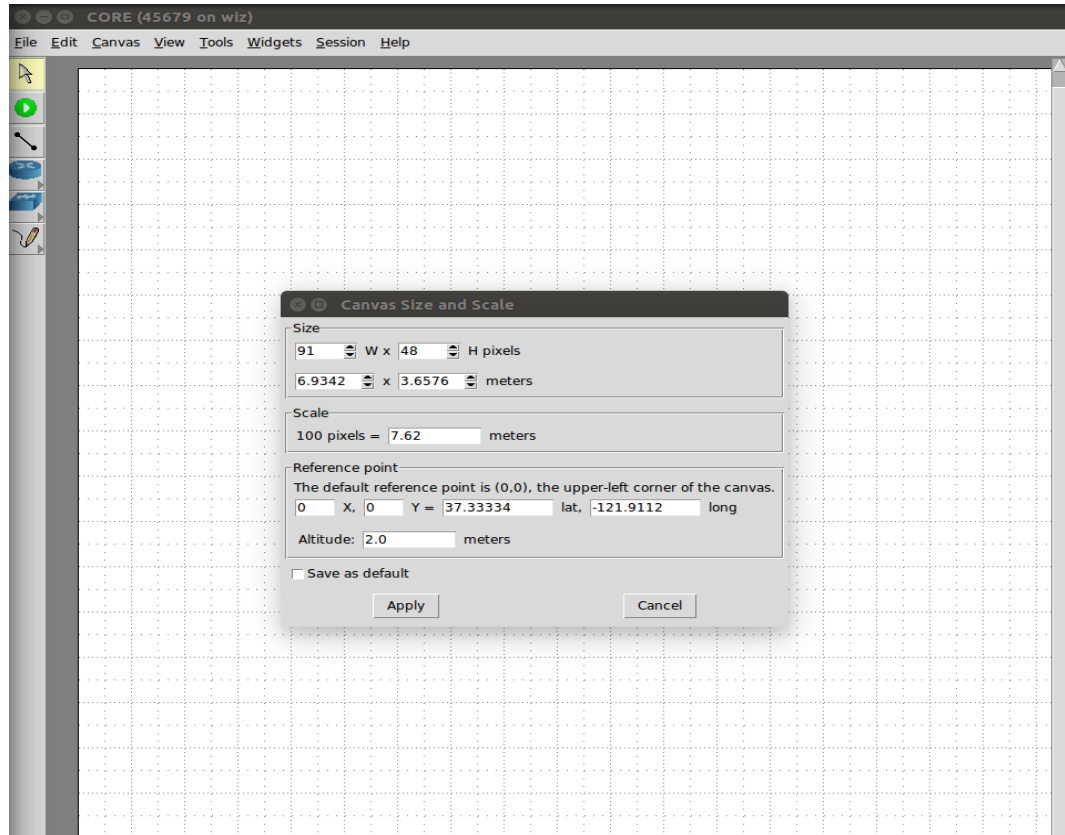 CORE (45679 on wiz)
File Edit Canvas View Tools Widgets Session Help
Canvas Size and Scale
Size
91 W x 48 H pixels
6.9342 x 3.6576 meters
Scale
100 pixels = 7.62 meters
Reference point
The default reference point is (0,0), the upper-left corner of the canvas.
0 X, 0 Y = 37.33334 lat, -121.9112 long
Altitude: 2.0 meters
Save as default
Apply Cancel